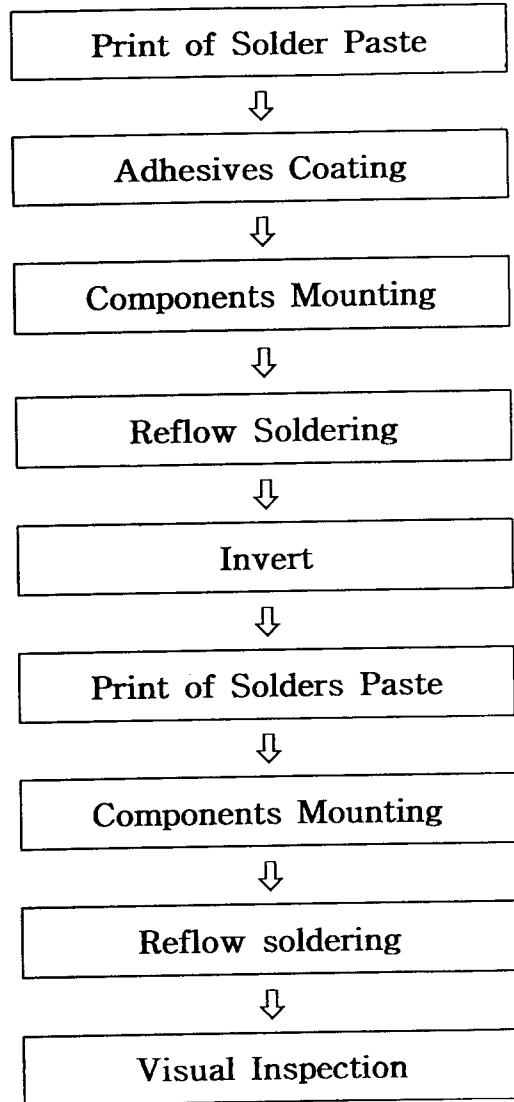 Print of Solder Paste
Adhesives Coating
Components Mounting
Reflow Soldering
Invert
Print of Solders Paste
Components Mounting
Reflow soldering
Visual Inspection